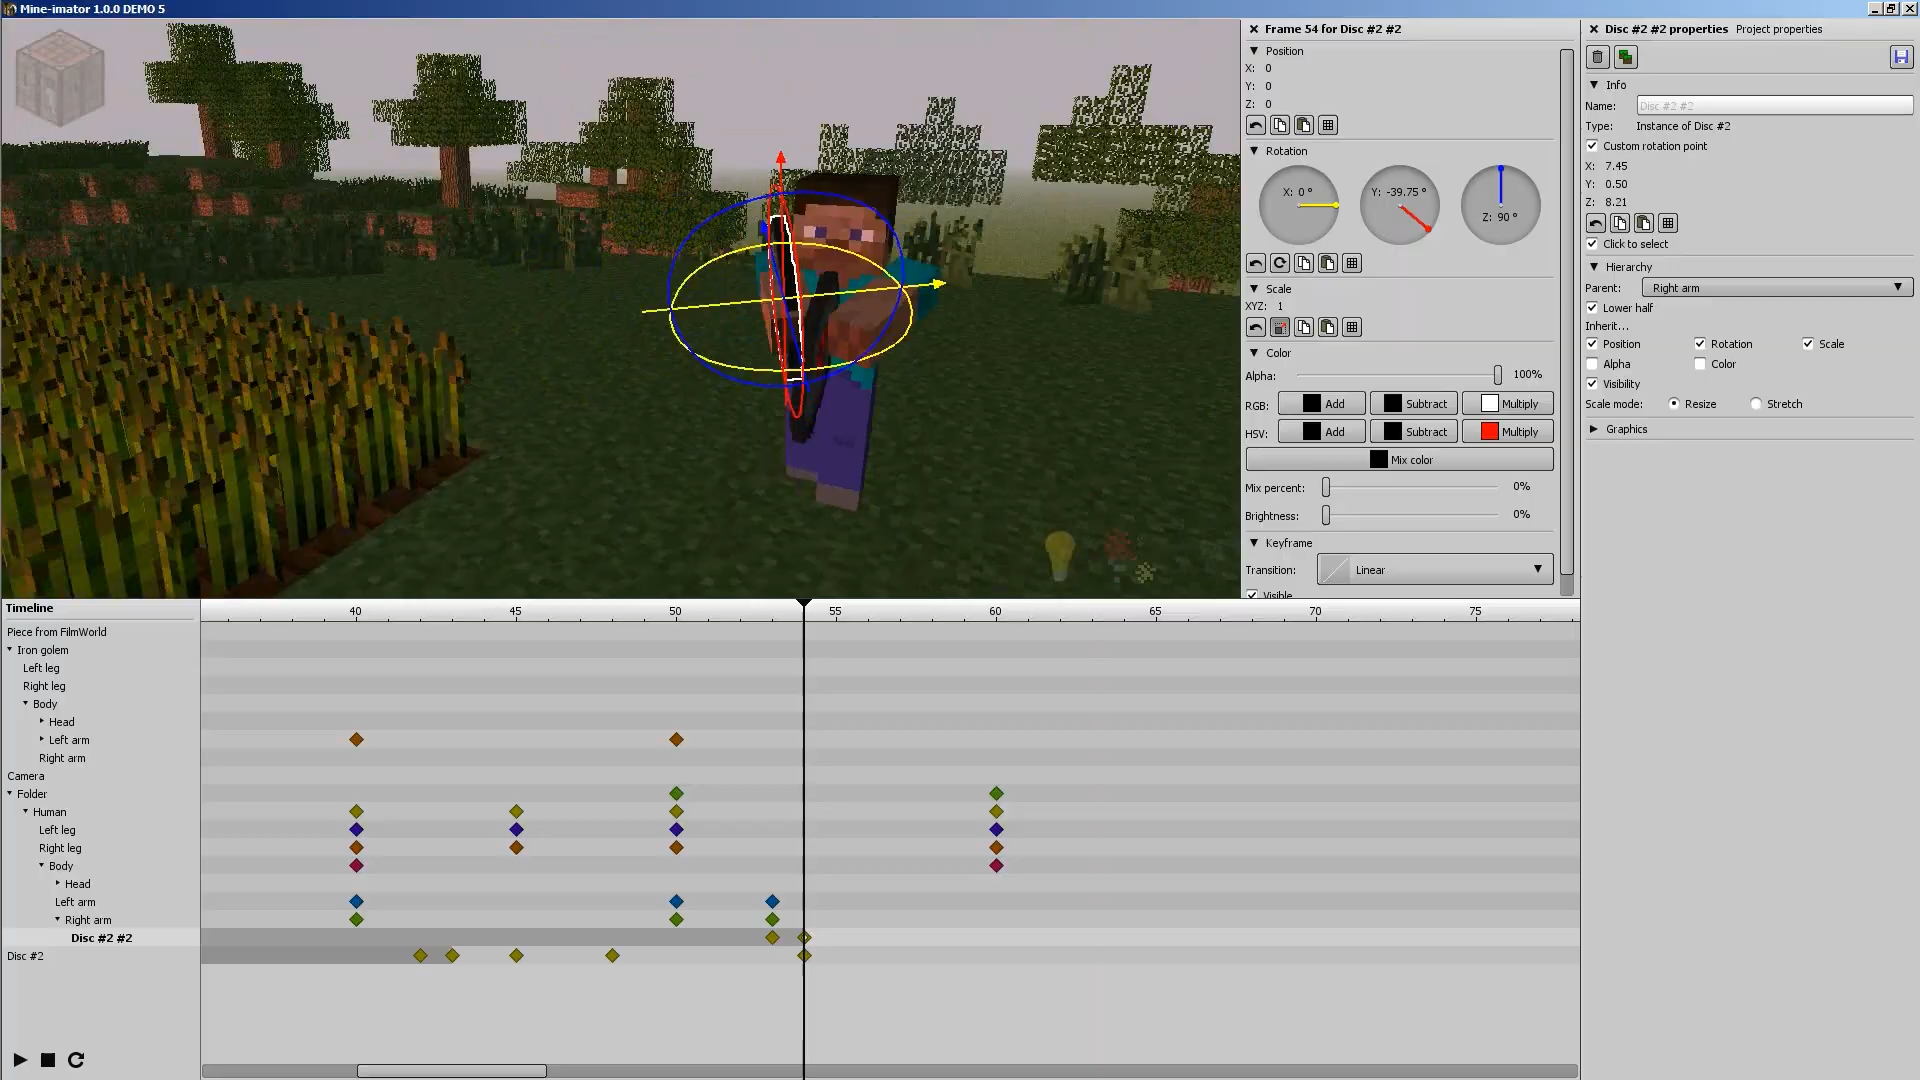 Mine-imator 1.0.0 DEMO 5
Frame 54 for Disc #2 #2
Position
X: 0
Y: 0
Z: 0
Rotation
X: 0 °
Y: -39.75 °
Z: 90 °
Scale
XYZ: 1
Color
Alpha: 100%
RGB: Add Subtract Multiply
HSV: Add Subtract Multiply
Mix color
Mix percent: 0%
Brightness: 0%
Keyframe
Transition: Linear
Visible
Disc #2 #2 properties Project properties
Info
Name: Disc #2 #2
Type: Instance of Disc #2
Custom rotation point
X: 7.45
Y: 0.50
Z: 8.21
Click to select
Hierarchy
Parent: Right arm
Lower half
Inherit...
Position Rotation Scale
Alpha Color
Visibility
Scale mode: Resize Stretch
Graphics
Timeline
40 45 50 55 60 65 70 75
Piece from FilmWorld
Iron golem
Left leg
Right leg
Body
Head
Left arm
Right arm
Camera
Folder
Human
Left leg
Right leg
Body
Head
Left arm
Right arm
Disc #2 #2
Disc #2